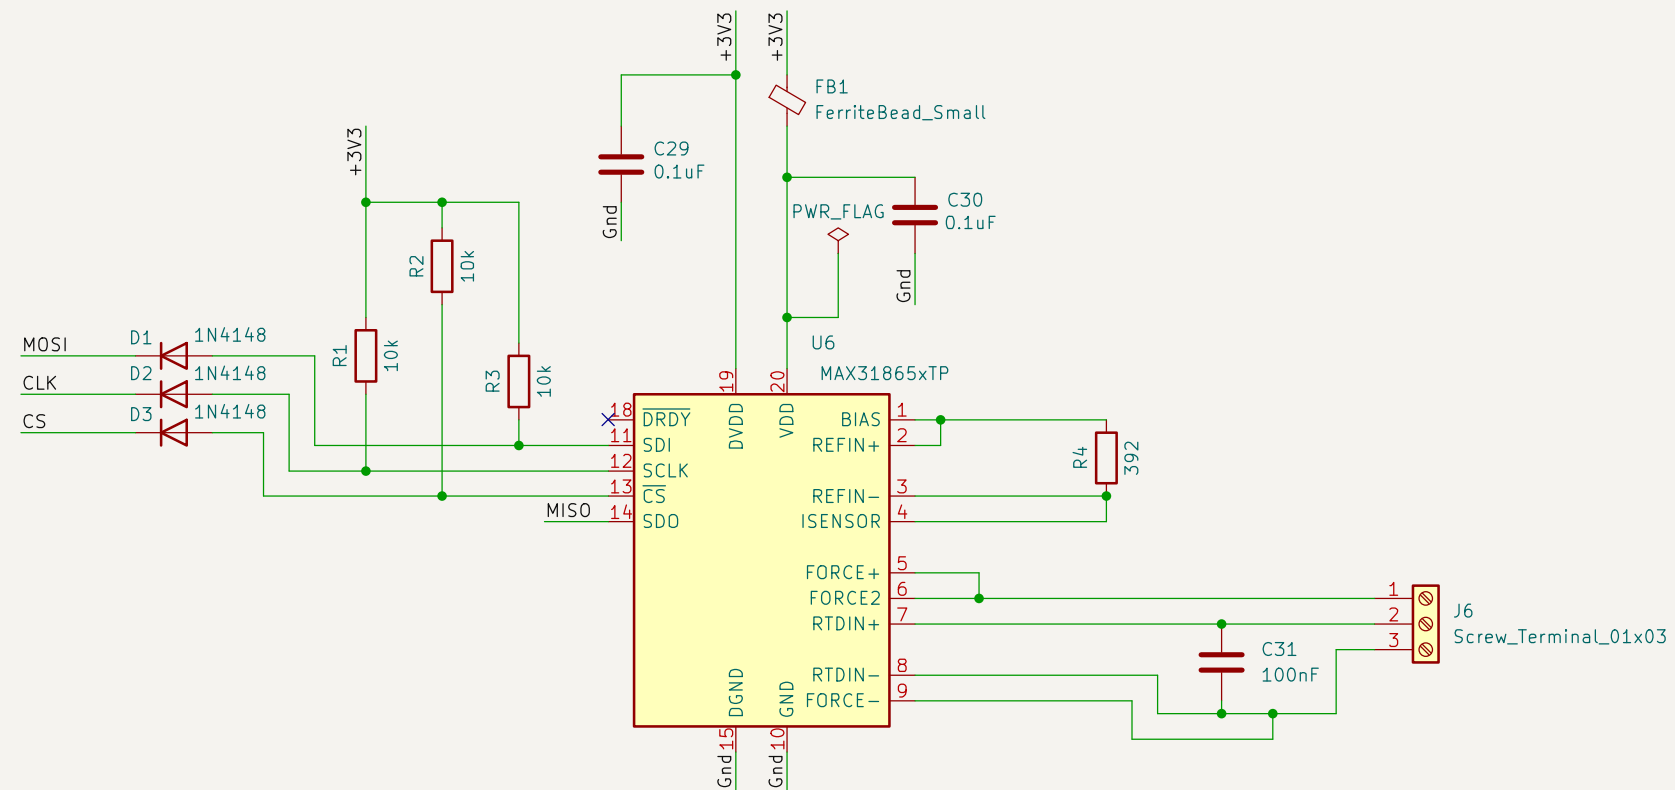 +3V3
+3V3
FB1
FerriteBead_Small
+3V3
C29
0.1uF
Gnd
PWR_FLAG
C30
0.1uF
Gnd
R2
10k
MOSI
D1
1N4148
R1
10k
CLK
D2
1N4148
R3
10k
CS
D3
1N4148
U6
MAX31865xTP
19
20
DVDD
VDD
18
DRDY
11
SDI
12
SCLK
13
CS
MISO
14
SDO
BIAS
1
REFIN+
2
REFIN-
3
ISENSOR
4
FORCE+
5
FORCE2
6
RTDIN+
7
RTDIN-
8
FORCE-
9
R4
392
DGND
GND
15
10
Gnd
Gnd
C31
100nF
1
2
3
J6
Screw_Terminal_01x03